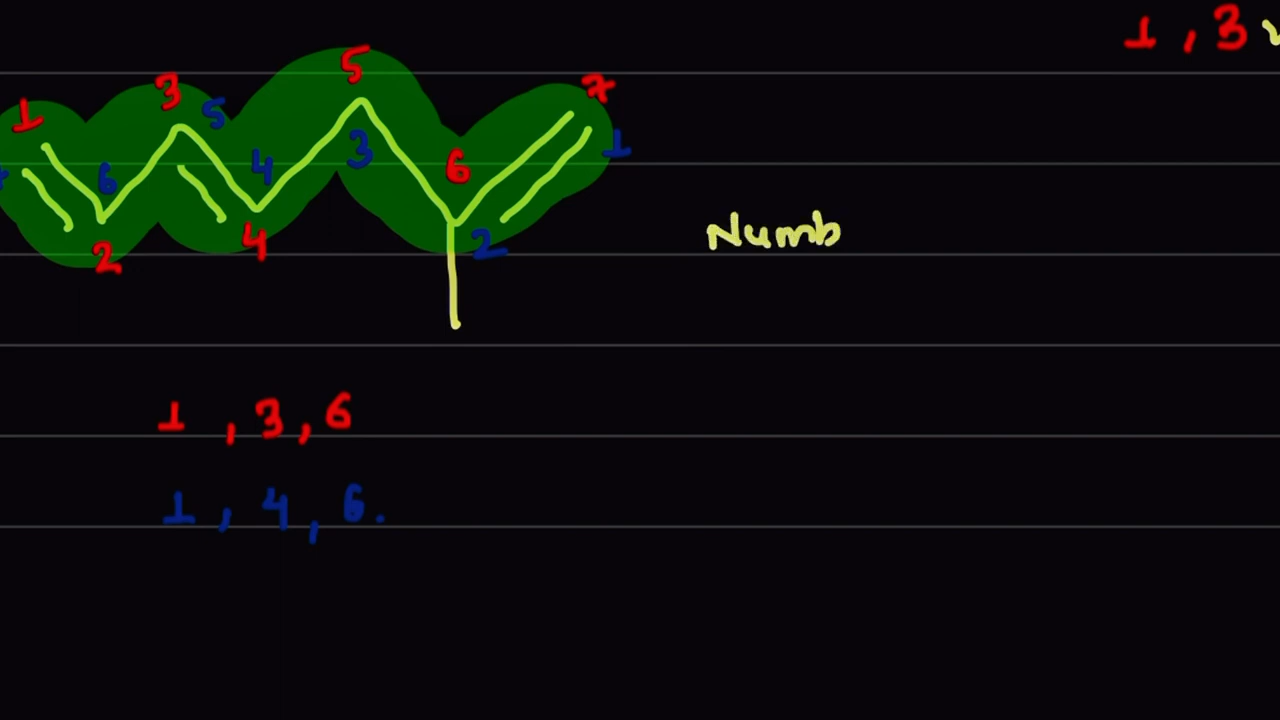 1 , 3
5
3 7
1 5
3 1
4
6 6
Numb
4 2
2
1 , 3 , 6
1 , 4 , 6 .